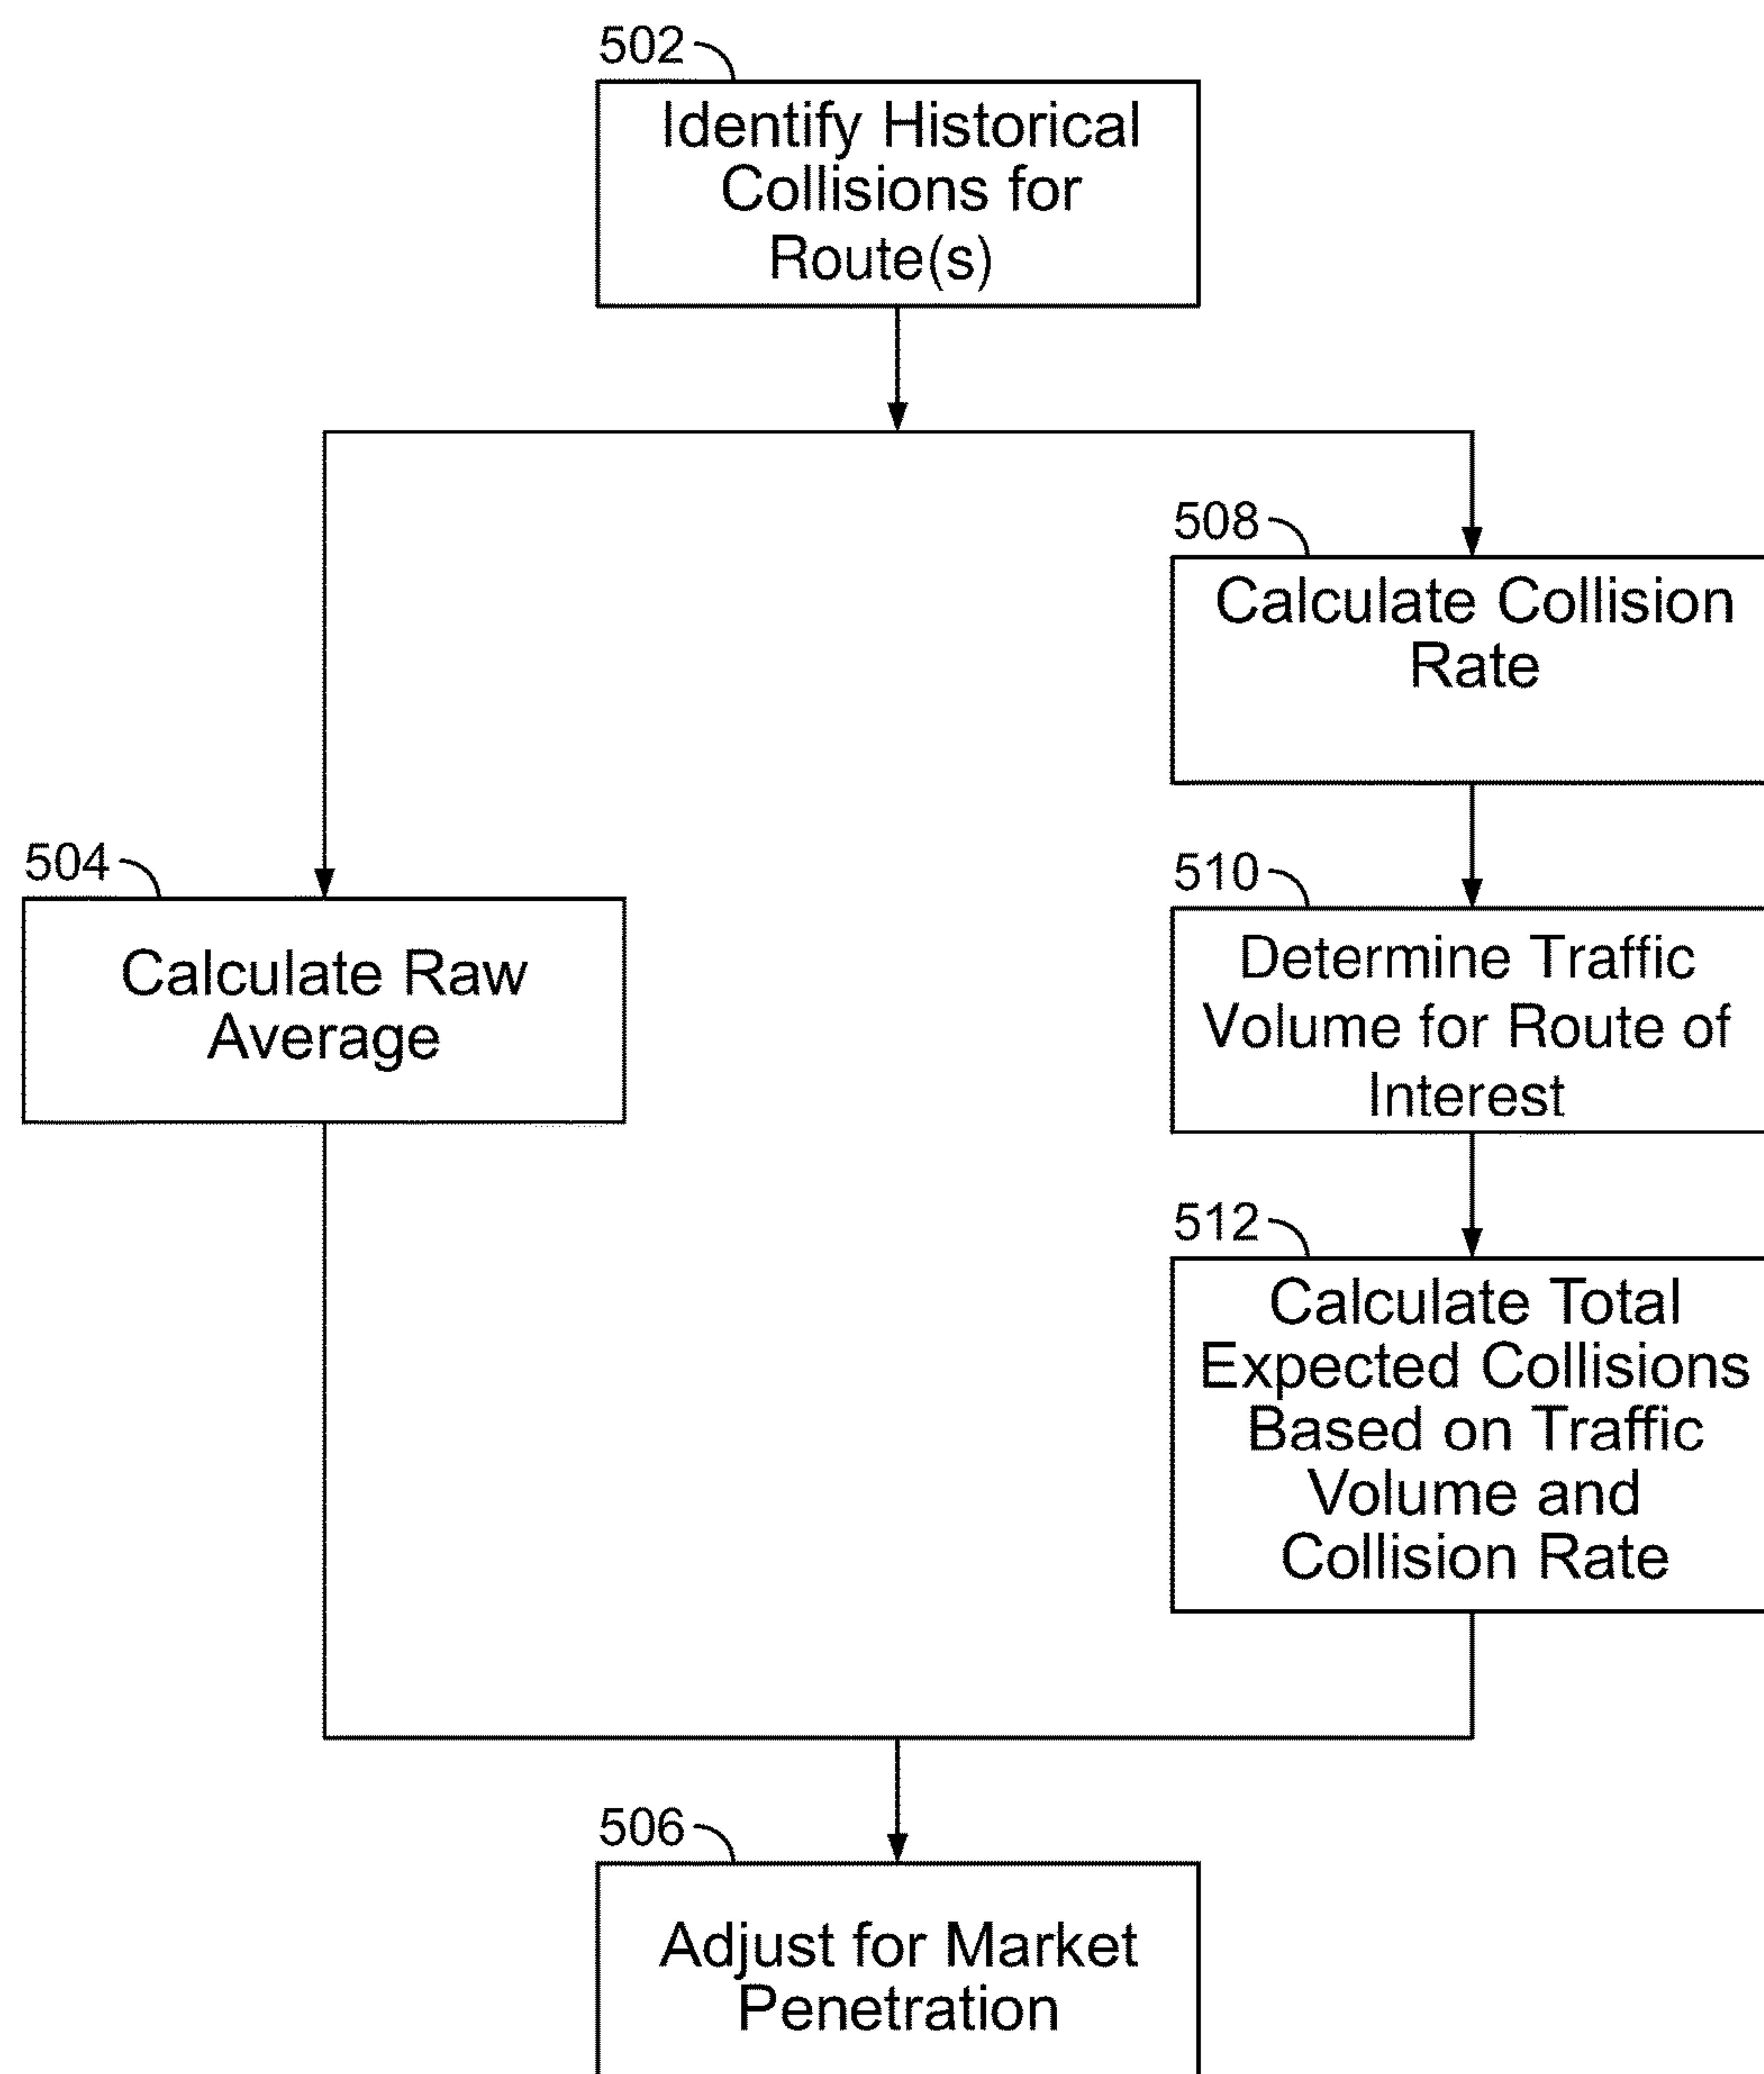 502
Identify Historical
Collisions for
Route(s)
508
Calculate Collision
Rate
504
Calculate Raw
Average
510
Determine Traffic
Volume for Route of
Interest
512
Calculate Total
Expected Collisions
Based on Traffic
Volume and
Collision Rate
506
Adjust for Market
Penetration